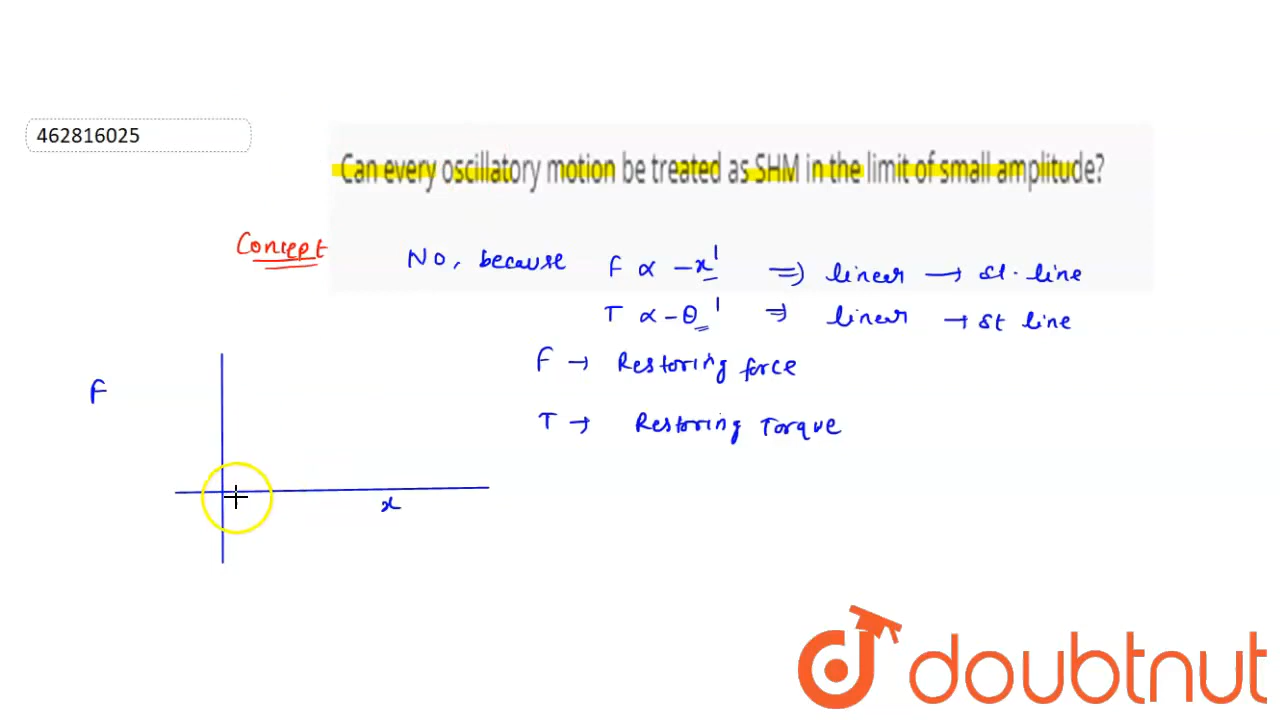 462816025
Can every oscillatory motion be treated as SHM in the limit of small amplitude?
Concept
No, because F ∝ -x¹ ⇒ linear → st. line
T ∝ -θ¹ ⇒ linear → st line
F → Restoring force
F
T → Restoring Torque
x
doubtnut